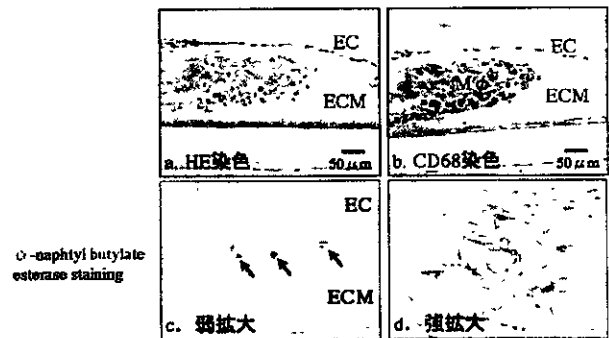 EC
ECM
a. HE染色
50μm
EC
Mφ
ECM
b. CD68染色
50μm
α-naphtyl butylate
esterase staining
EC
ECM
c. 弱拡大
d. 強拡大